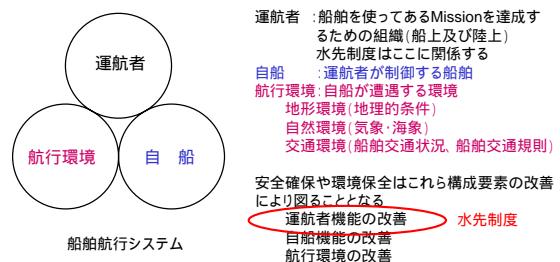 運航者
航行環境
自　船
船舶航行システム
運航者　：船舶を使ってあるMissionを達成す
るための組織(船上及び陸上)
水先制度はここに関係する
自船　　：運航者が制御する船舶
航行環境：自船が遭遇する環境
地形環境(地理的条件)
自然環境(気象・海象)
交通環境(船舶交通状況、船舶交通規則)
安全確保や環境保全はこれら構成要素の改善
により図ることとなる
運航者機能の改善　水先制度
自船機能の改善
航行環境の改善